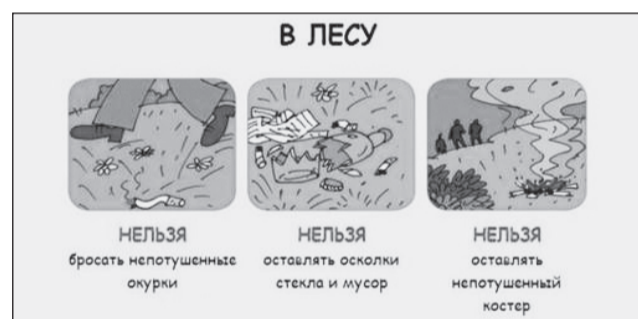 В ЛЕСУ
НЕЛЬЗЯ
бросать непотушенные
окурки
НЕЛЬЗЯ
оставлять осколки
стекла и мусор
НЕЛЬЗЯ
оставлять
непотушенный
костер